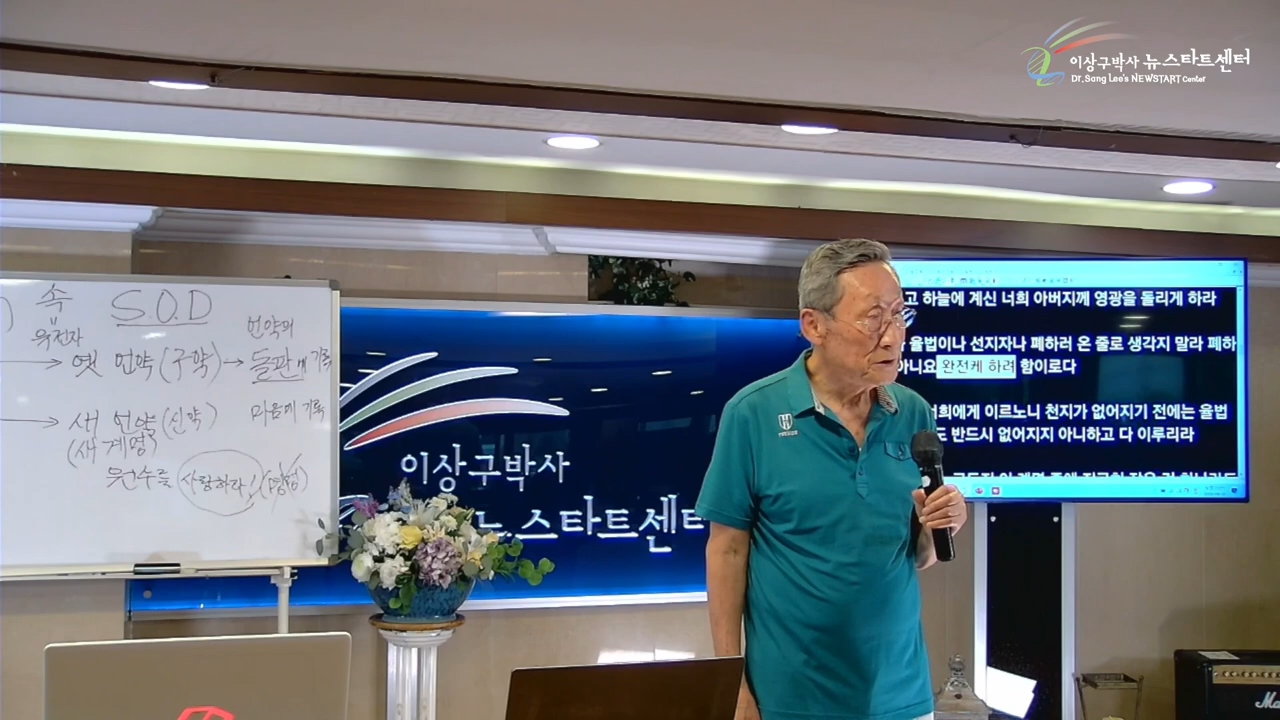 이상구박사 뉴스타트센터
Dr. Sang Lee's NEWSTART Center
속 S.O.D
유전자
언약의
→ 옛 언약(구약) → 돌판에 기록
→ 새 언약(신약) 마음에 기록
(새 계명)
원수를 사랑하라! (명령)
이상구박사
뉴스타트센터
고 하늘에 계신 너희 아버지께 영광을 돌리게 하라
율법이나 선지자나 폐하러 온 줄로 생각지 말라 폐하
아니요 완전케 하려 함이로다
너희에게 이르노니 천지가 없어지기 전에는 율법
도 반드시 없어지지 아니하고 다 이루리라